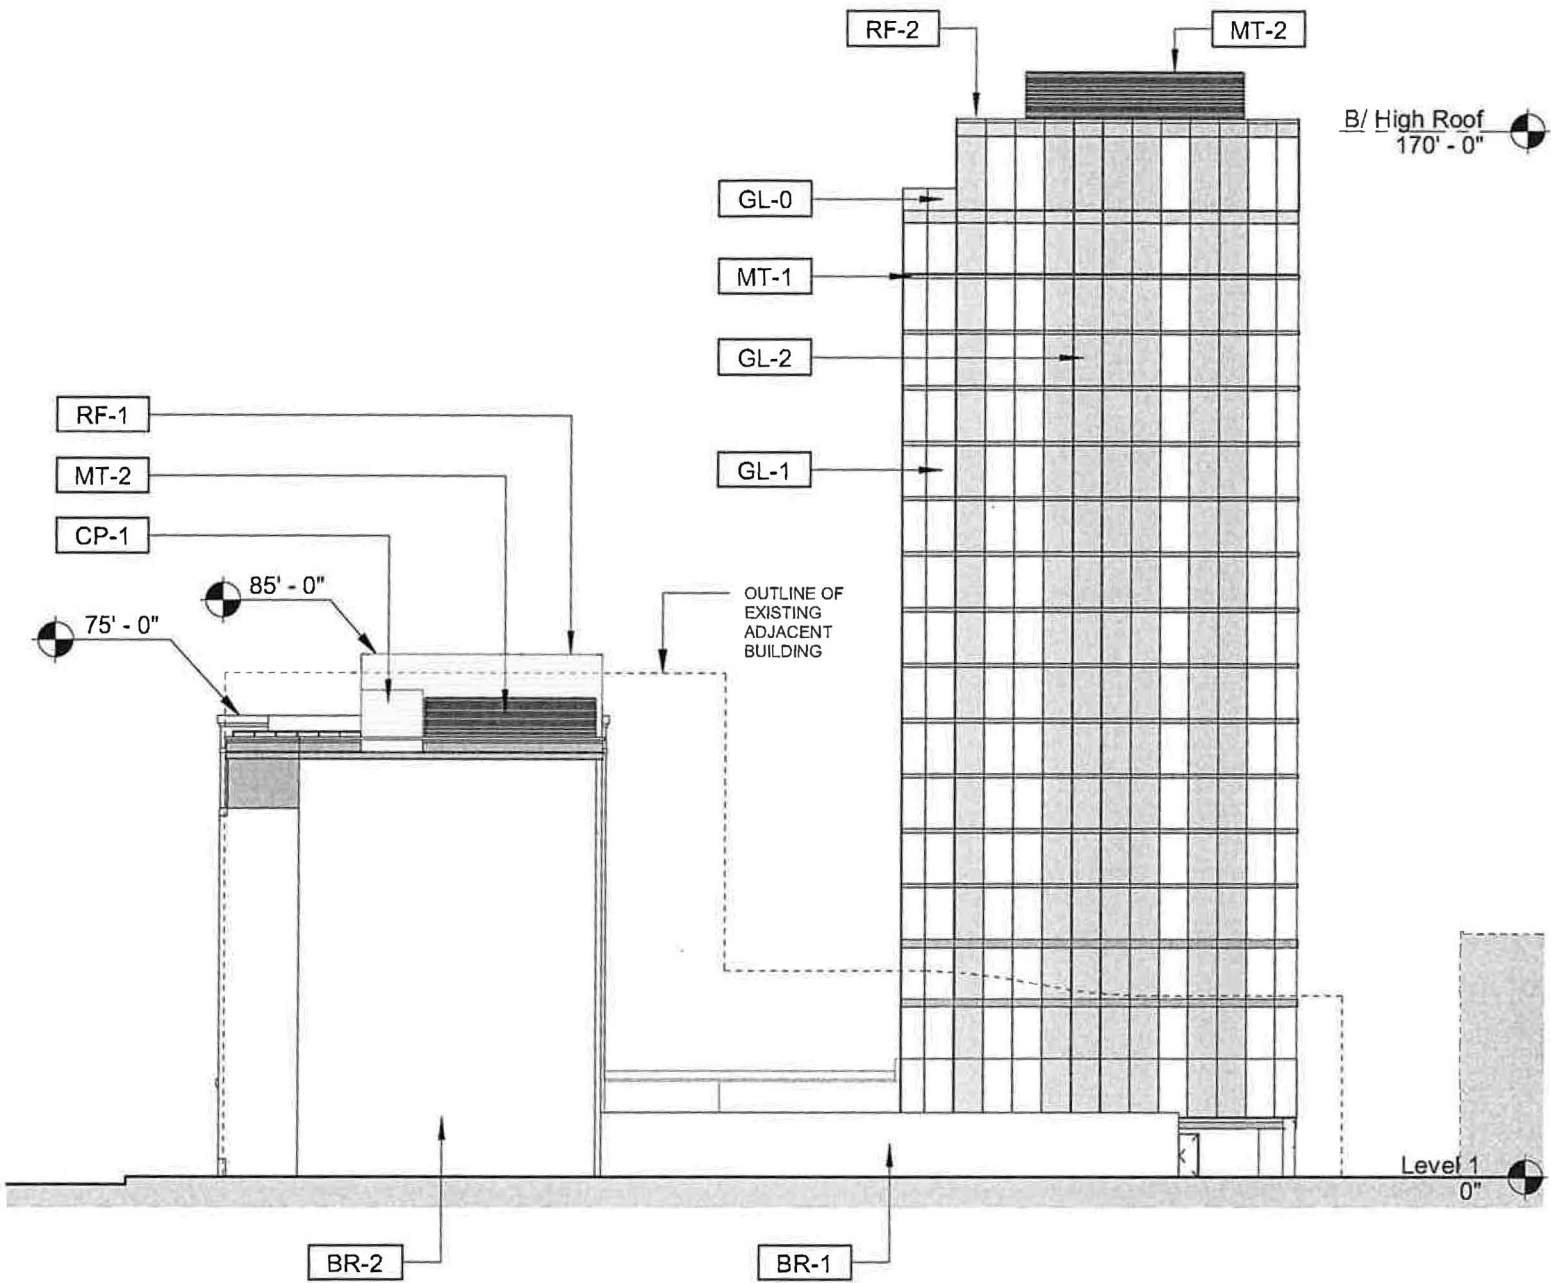 RF-2
MT-2
B/ High Roof
170' - 0"
GL-0
MT-1
GL-2
RF-1
GL-1
MT-2
CP-1
85' - 0"
75' - 0"
OUTLINE OF
EXISTING
ADJACENT
BUILDING
Level 1
0"
BR-2
BR-1